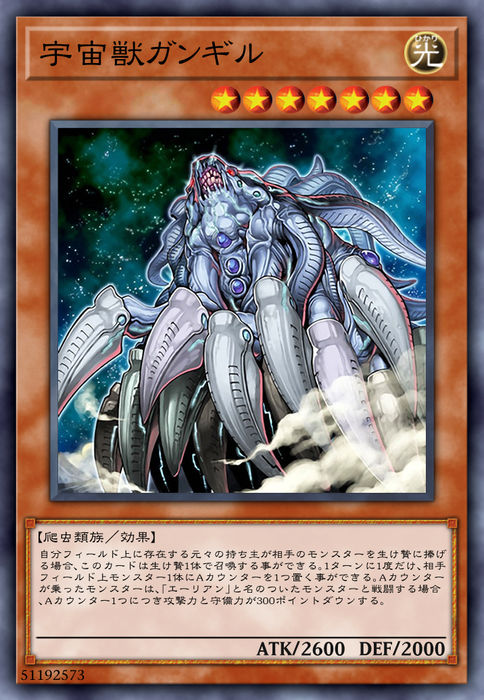 宇宙獣ガンギル
ひかり
光
【爬虫類族／効果】
自分フィールド上に存在する元々の持ち主が相手のモンスターを生け贄に捧げ
る場合、このカードは生け贄1体で召喚する事ができる。1ターンに1度だけ、相手
フィールド上モンスター1体にAカウンターを1つ置く事ができる。Aカウンター
が乗ったモンスターは、「エーリアン」と名のついたモンスターと戦闘する場合
、Aカウンター1つにつき攻撃力と守備力が300ポイントダウンする。
ATK/2600 DEF/2000
51192573